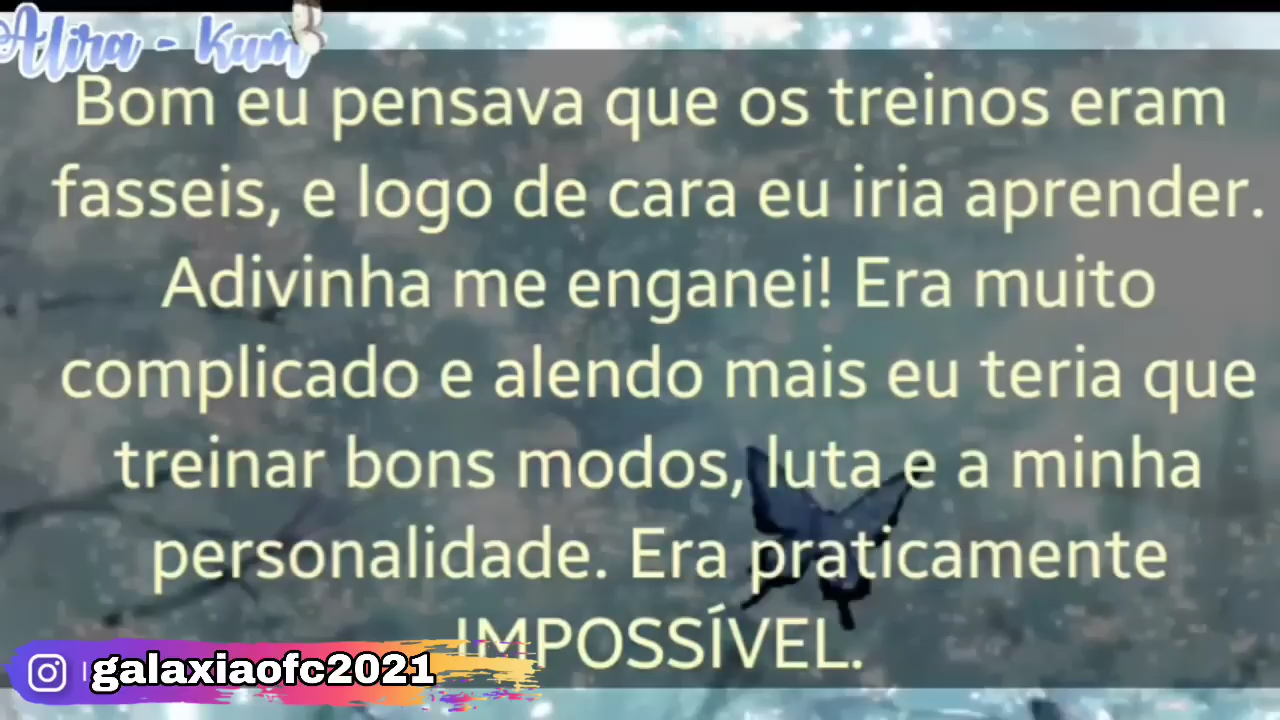 Alira - Kum
Bom eu pensava que os treinos eram
fasseis, e logo de cara eu iria aprender.
Adivinha me enganei! Era muito
complicado e alendo mais eu teria que
treinar bons modos, luta e a minha
personalidade. Era praticamente
IMPOSSÍVEL.
galaxiaofc2021